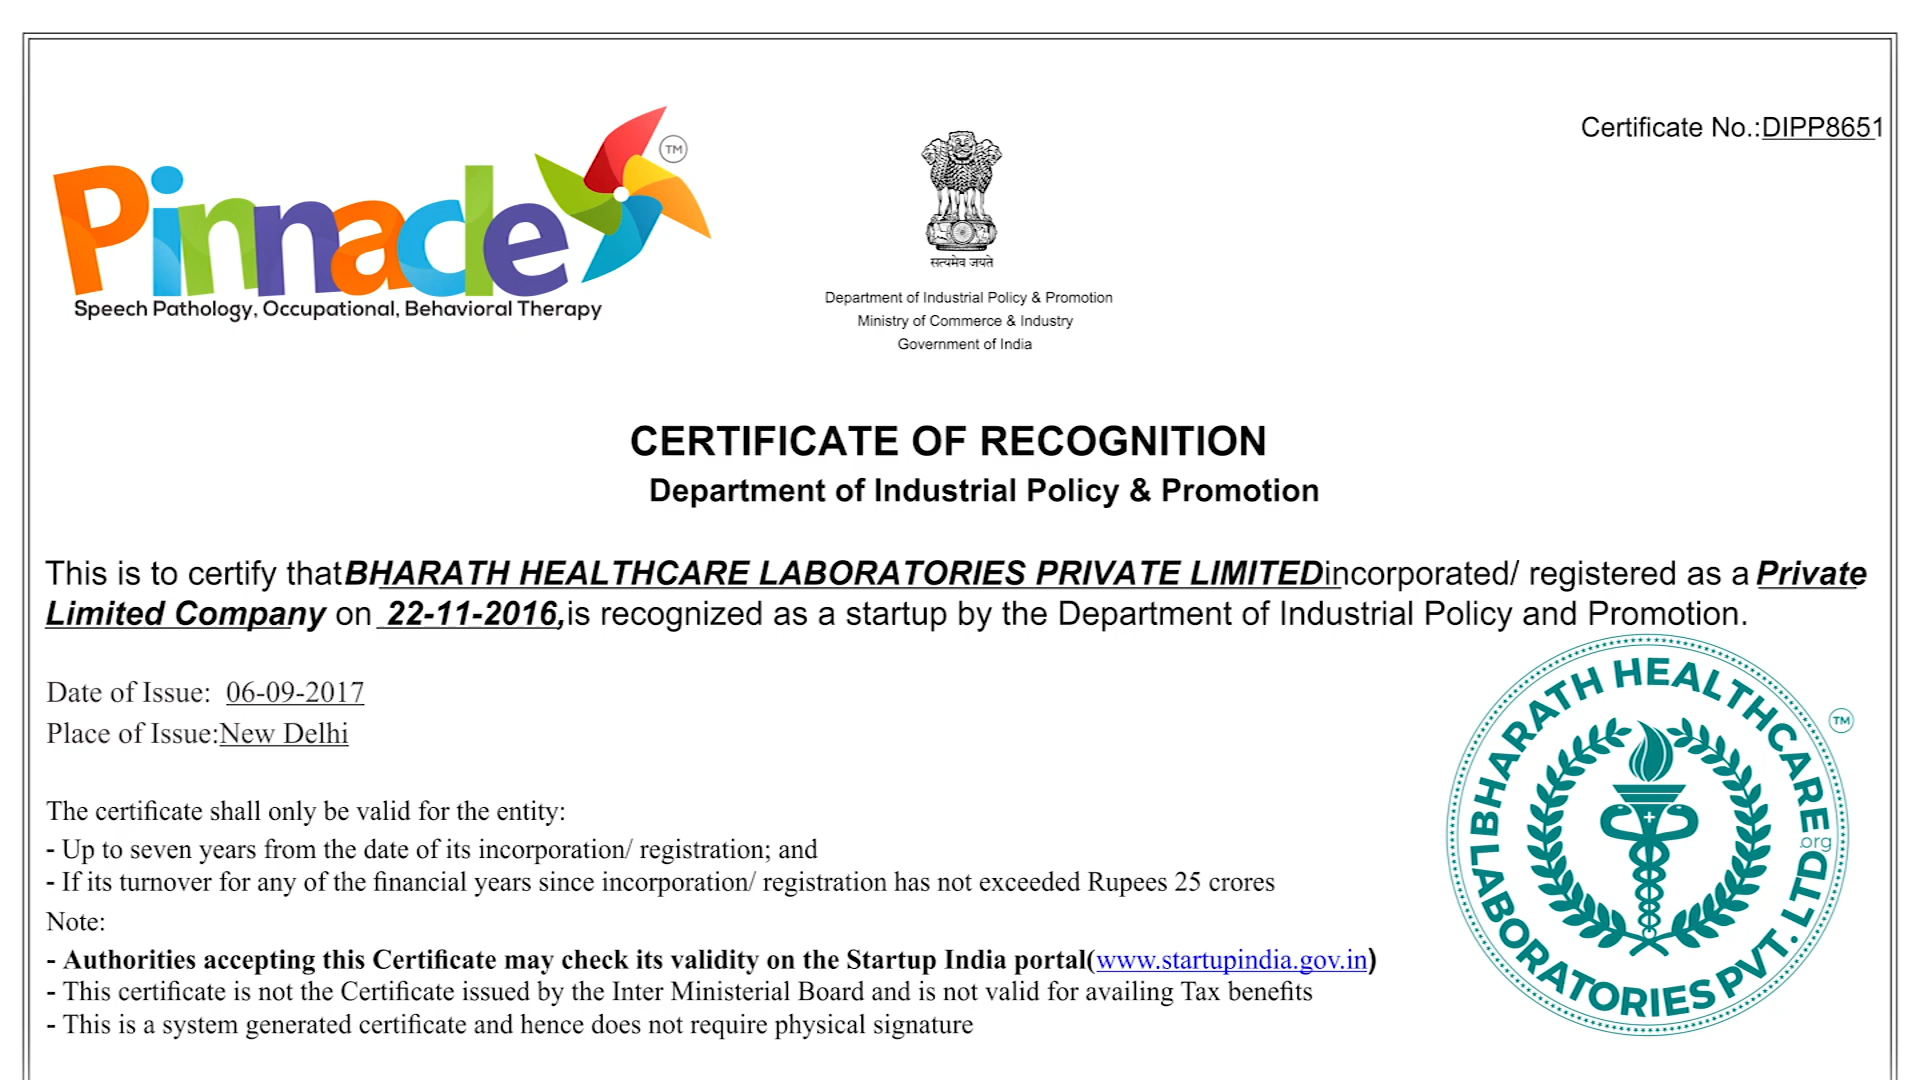 Certificate No.:DIPP8651
Pinnacle
TM
Speech Pathology, Occupational, Behavioral Therapy
सत्यमेव जयते
Department of Industrial Policy & Promotion
Ministry of Commerce & Industry
Government of India
CERTIFICATE OF RECOGNITION
Department of Industrial Policy & Promotion
This is to certify that BHARATH HEALTHCARE LABORATORIES PRIVATE LIMITED incorporated/ registered as a Private
Limited Company on 22-11-2016, is recognized as a startup by the Department of Industrial Policy and Promotion.
Date of Issue: 06-09-2017
Place of Issue:New Delhi
The certificate shall only be valid for the entity:
- Up to seven years from the date of its incorporation/ registration; and
- If its turnover for any of the financial years since incorporation/ registration has not exceeded Rupees 25 crores
Note:
- Authorities accepting this Certificate may check its validity on the Startup India portal(www.startupindia.gov.in)
- This certificate is not the Certificate issued by the Inter Ministerial Board and is not valid for availing Tax benefits
- This is a system generated certificate and hence does not require physical signature
BHARATH HEALTHCARE
.org
LABORATORIES PVT. LTD
TM